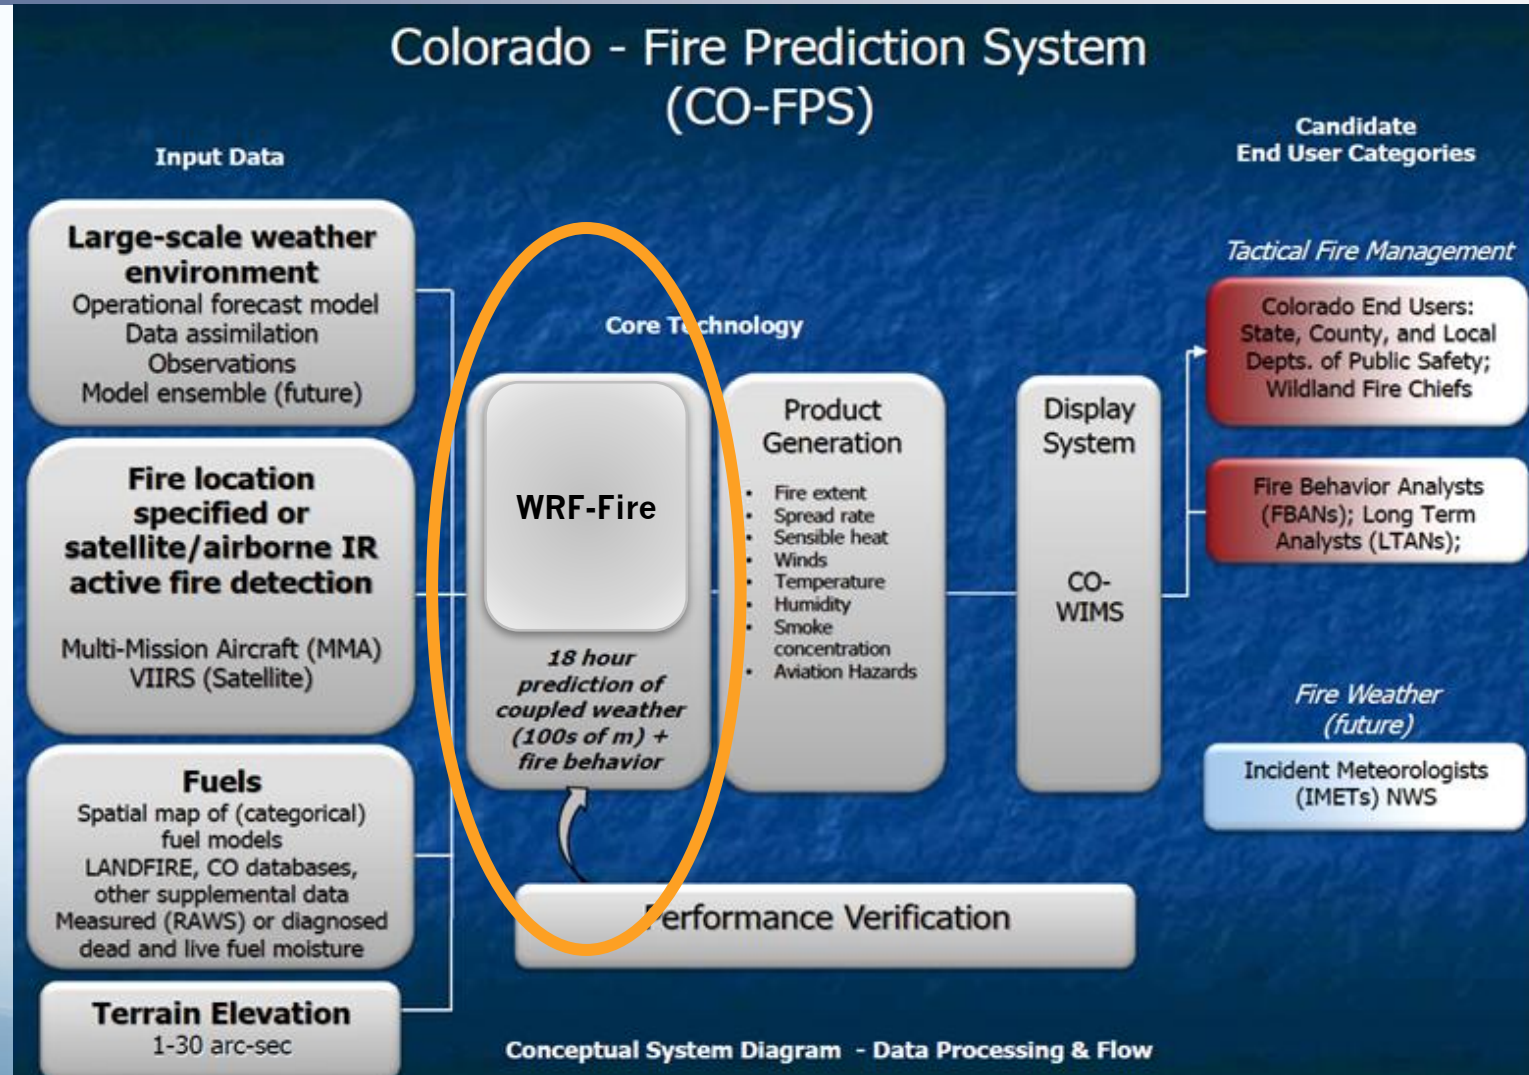 Colorado - Fire Prediction System
(CO-FPS)
Input Data
Large-scale weather
environment
Operational forecast model
Data assimilation
Observations
Model ensemble (future)
Fire location
specified or
satellite/airborne IR
active fire detection
Multi-Mission Aircraft (MMA)
VIIRS (Satellite)
Fuels
Spatial map of (categorical)
fuel models
LANDFIRE, CO databases,
other supplemental data
Measured (RAWS) or diagnosed
dead and live fuel moisture
Terrain Elevation
1-30 arc-sec
Core Technology
WRF-Fire
18 hour
prediction of
coupled weather
(100s of m) +
fire behavior
Product
Generation
• Fire extent
• Spread rate
• Sensible heat
• Winds
• Temperature
• Humidity
• Smoke
concentration
• Aviation Hazards
Display
System
CO-
WIMS
Performance Verification
Candidate
End User Categories
Tactical Fire Management
Colorado End Users:
State, County, and Local
Depts. of Public Safety;
Wildland Fire Chiefs
Fire Behavior Analysts
(FBANs); Long Term
Analysts (LTANs);
Fire Weather
(future)
Incident Meteorologists
(IMETs) NWS
Conceptual System Diagram - Data Processing & Flow